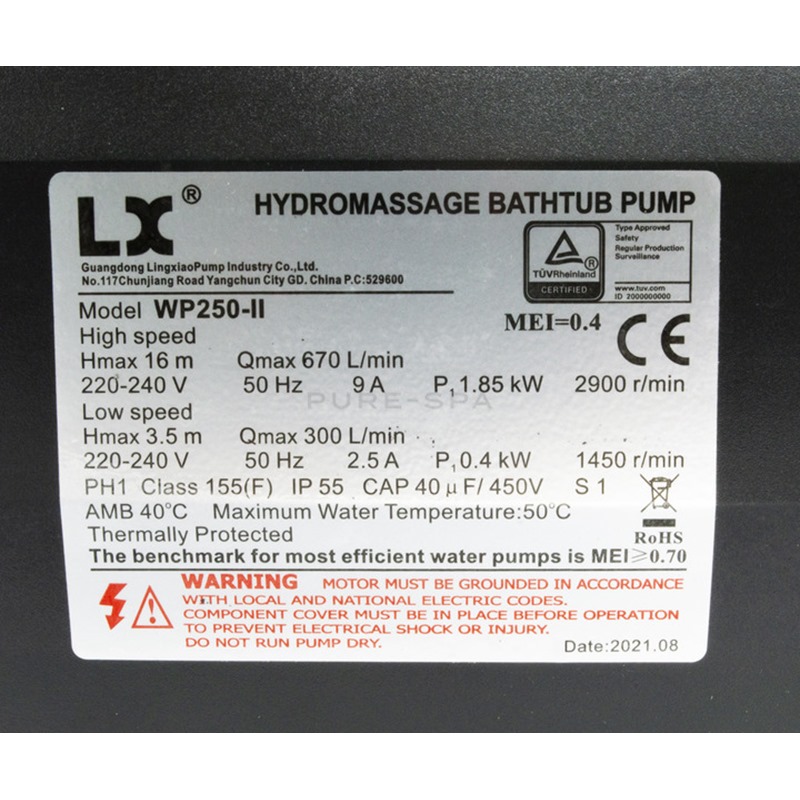 LX®
HYDROMASSAGE BATHTUB PUMP
Guangdong LingxiaoPump Industry Co.,Ltd.
No.117Chunjiang Road Yangchun City GD. China P.C:529600
TÜVRheinland®
CERTIFIED
Type Approved
Safety
Regular Production
Surveillance
www.tuv.com
ID 2000000000
Model WP250-II
MEI=0.4 CE
High speed
Hmax 16 m Qmax 670 L/min
220-240 V 50 Hz 9 A P₁1.85 kW 2900 r/min
PURE-SPA
Low speed
Hmax 3.5 m Qmax 300 L/min
220-240 V 50 Hz 2.5 A P₁0.4 kW 1450 r/min
PH1 Class 155(F) IP 55 CAP 40 μF/ 450V S 1
AMB 40°C Maximum Water Temperature:50°C
Thermally Protected
RoHS
The benchmark for most efficient water pumps is MEI≥0.70
WARNING MOTOR MUST BE GROUNDED IN ACCORDANCE
WITH LOCAL AND NATIONAL ELECTRIC CODES.
COMPONENT COVER MUST BE IN PLACE BEFORE OPERATION
TO PREVENT ELECTRICAL SHOCK OR INJURY.
DO NOT RUN PUMP DRY.
Date:2021.08